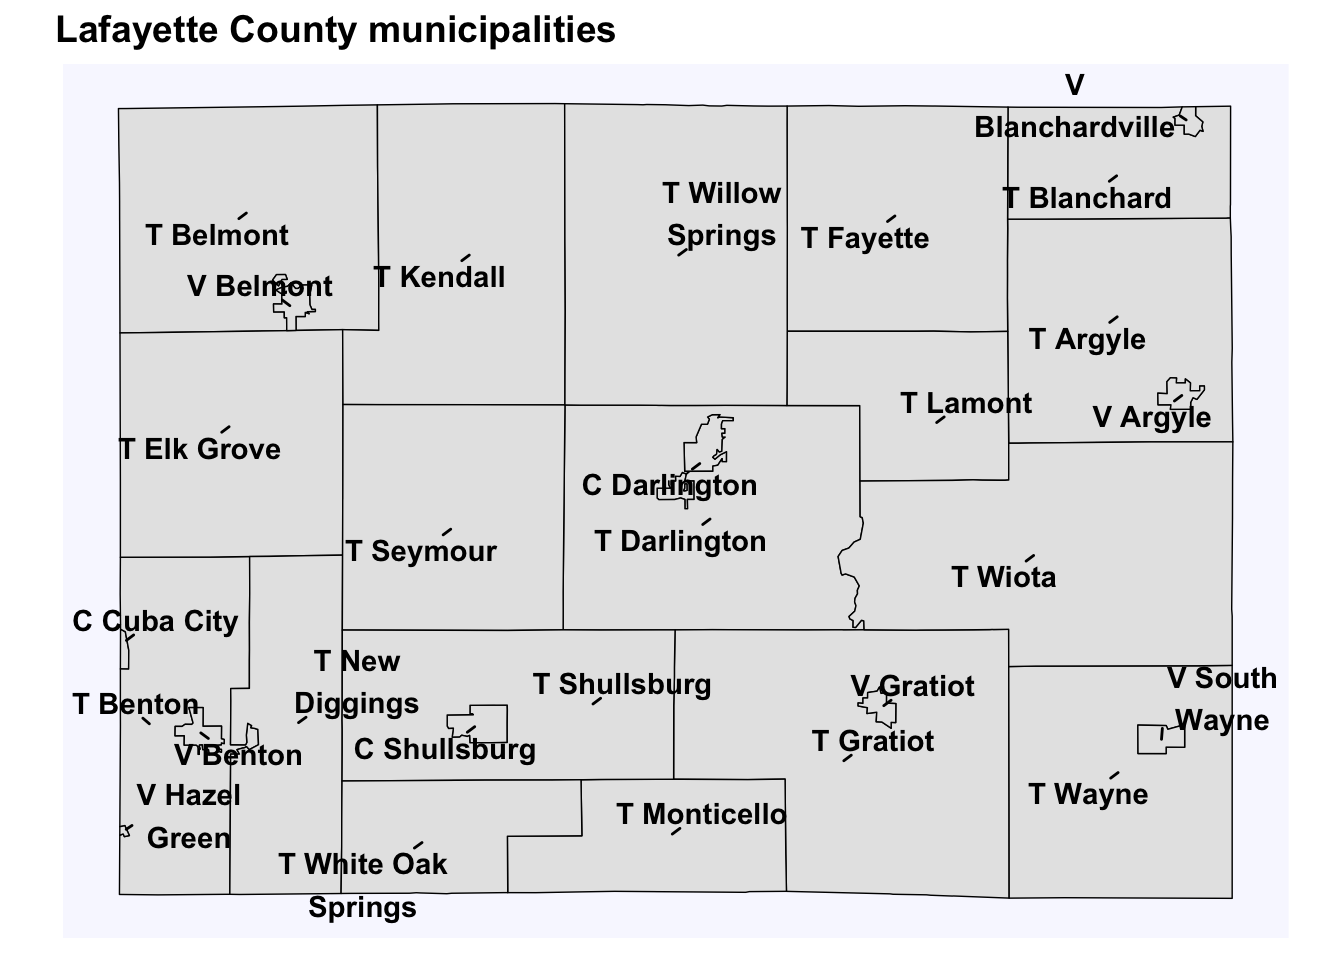 Lafayette County municipalities
V
Blanchardville
T Willow
Springs
T Blanchard
T Belmont
T Fayette
V Belmont
T Kendall
T Argyle
T Lamont
V Argyle
T Elk Grove
C Darlington
T Darlington
T Seymour
T Wiota
C Cuba City
T New
Diggings
T Shullsburg
V Gratiot
V South
Wayne
T Benton
V Benton
C Shullsburg
T Gratiot
V Hazel
Green
T Wayne
T Monticello
T White Oak
Springs